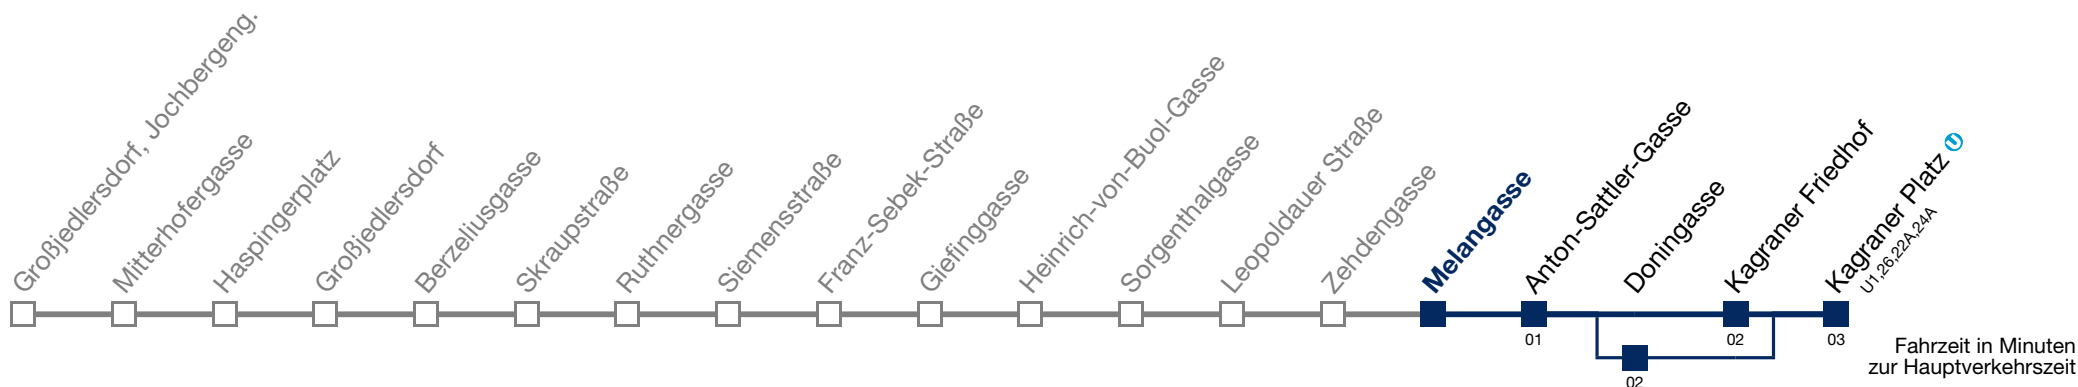 Großjedlersdorf, Jochbergeng.
Mitterhofergasse
Haspingerplatz
Großjedlersdorf
Berzeliusgasse
Skraupstraße
Ruthnergasse
Siemensstraße
Franz-Sebek-Straße
Giefinggasse
Heinrich-von-Buol-Gasse
Sorgenthalgasse
Leopoldauer Straße
Zehdengasse
Melangasse
Anton-Sattler-Gasse
Doningasse
Kagraner Friedhof
Kagraner Platz U
U1,26,22A,24A
01
02
02
03
Fahrzeit in Minuten
zur Hauptverkehrszeit